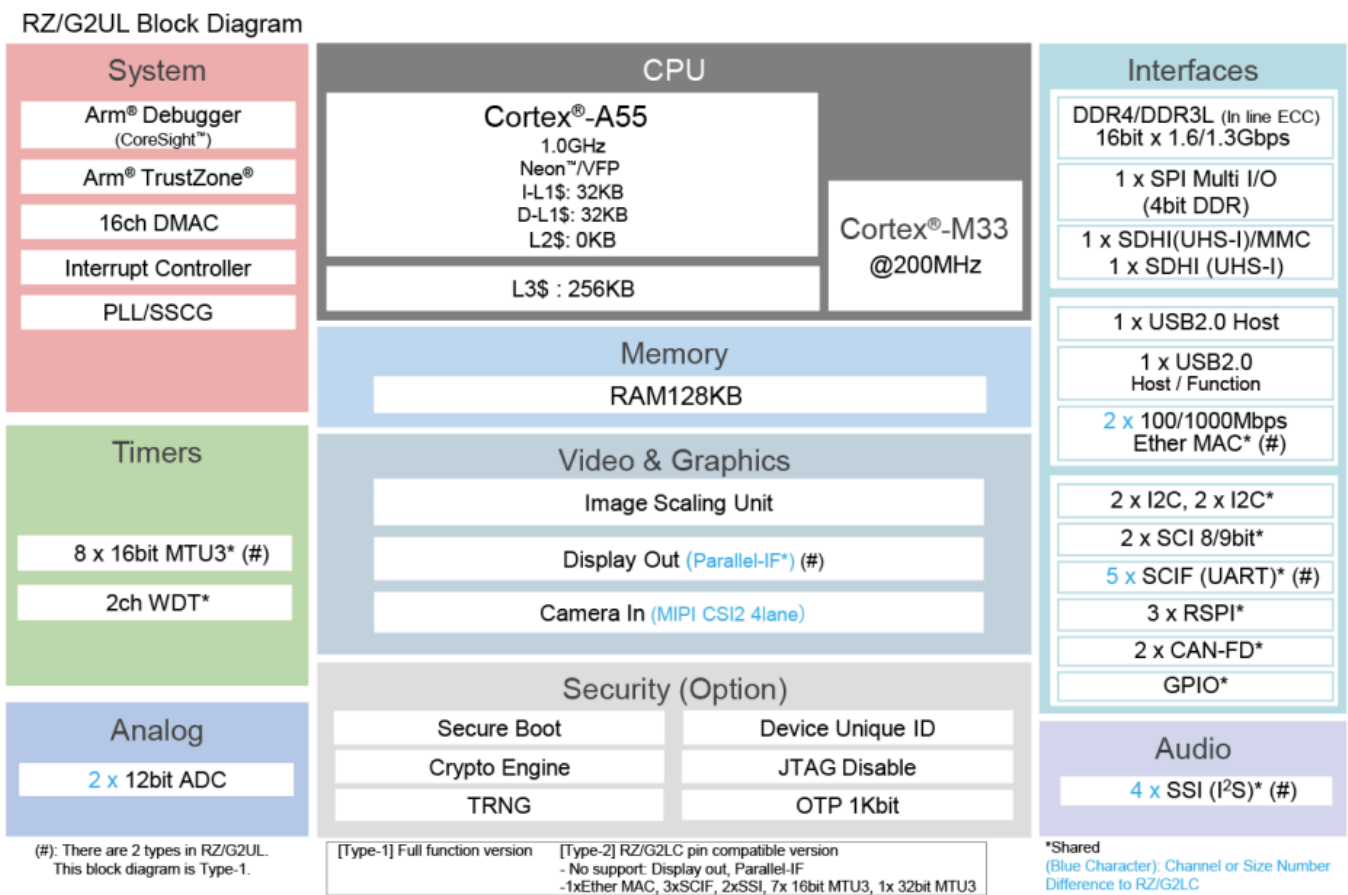 RZ/G2UL Block Diagram
System
Arm® Debugger
(CoreSight™)
Arm® TrustZone®
16ch DMAC
Interrupt Controller
PLL/SSCG
Timers
8 x 16bit MTU3* (#)
2ch WDT*
Analog
2 x 12bit ADC
CPU
Cortex®-A55
1.0GHz
Neon™/VFP
I-L1$: 32KB
D-L1$: 32KB
L2$: 0KB
L3$ : 256KB
Cortex®-M33
@200MHz
Memory
RAM128KB
Video & Graphics
Image Scaling Unit
Display Out (Parallel-IF*) (#)
Camera In (MIPI CSI2 4lane)
Security (Option)
Secure Boot
Device Unique ID
Crypto Engine
JTAG Disable
TRNG
OTP 1Kbit
Interfaces
DDR4/DDR3L (In line ECC)
16bit x 1.6/1.3Gbps
1 x SPI Multi I/O
(4bit DDR)
1 x SDHI(UHS-I)/MMC
1 x SDHI (UHS-I)
1 x USB2.0 Host
1 x USB2.0
Host / Function
2 x 100/1000Mbps
Ether MAC* (#)
2 x I2C, 2 x I2C*
2 x SCI 8/9bit*
5 x SCIF (UART)* (#)
3 x RSPI*
2 x CAN-FD*
GPIO*
Audio
4 x SSI (I²S)* (#)
(#): There are 2 types in RZ/G2UL.
This block diagram is Type-1.
[Type-1] Full function version
[Type-2] RZ/G2LC pin compatible version
- No support: Display out, Parallel-IF
-1xEther MAC, 3xSCIF, 2xSSI, 7x 16bit MTU3, 1x 32bit MTU3
*Shared
(Blue Character): Channel or Size Number
Difference to RZ/G2LC